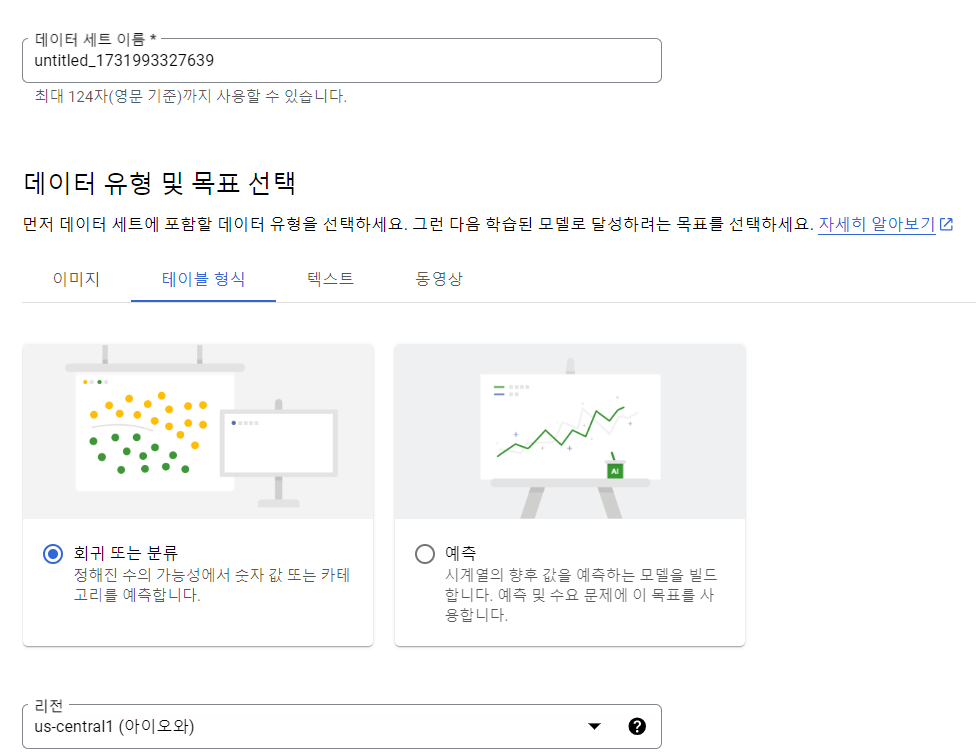 데이터 세트 이름 *
untitled_1731993327639
최대 124자(영문 기준)까지 사용할 수 있습니다.
데이터 유형 및 목표 선택
먼저 데이터 세트에 포함할 데이터 유형을 선택하세요. 그런 다음 학습된 모델로 달성하려는 목표를 선택하세요. 자세히 알아보기
이미지 테이블 형식 텍스트 동영상
AI
회귀 또는 분류
정해진 수의 가능성에서 숫자 값 또는 카테
고리를 예측합니다.
예측
시계열의 향후 값을 예측하는 모델을 빌드
합니다. 예측 및 수요 문제에 이 목표를 사
용합니다.
리전
us-central1 (아이오와)